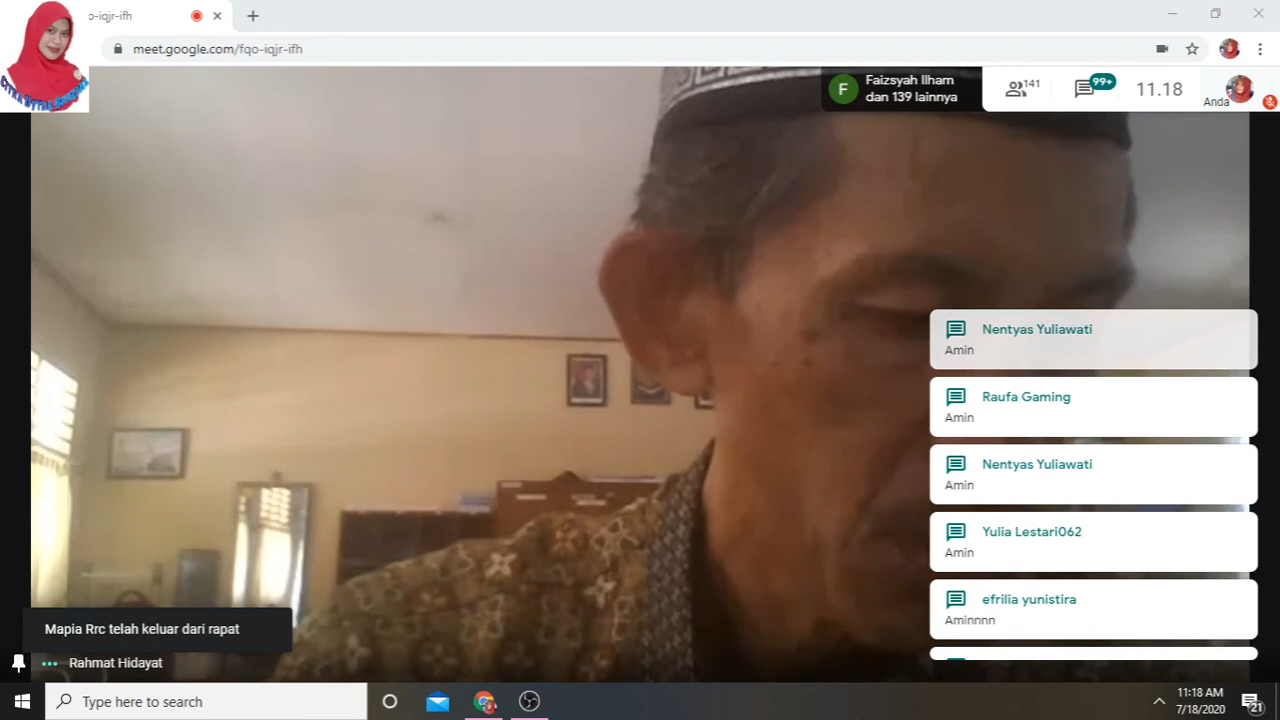 o-iqjr-ifh
meet.google.com/fqo-iqjr-ifh
F
Faizsyah Ilham
dan 139 lainnya
141
99+
11.18
Anda
Nentyas Yuliawati
Amin
Raufa Gaming
Amin
Nentyas Yuliawati
Amin
Yulia Lestari062
Amin
efrilia yunistira
Aminnnn
Mapia Rrc telah keluar dari rapat
Rahmat Hidayat
Type here to search
11:18 AM
7/18/2020
21